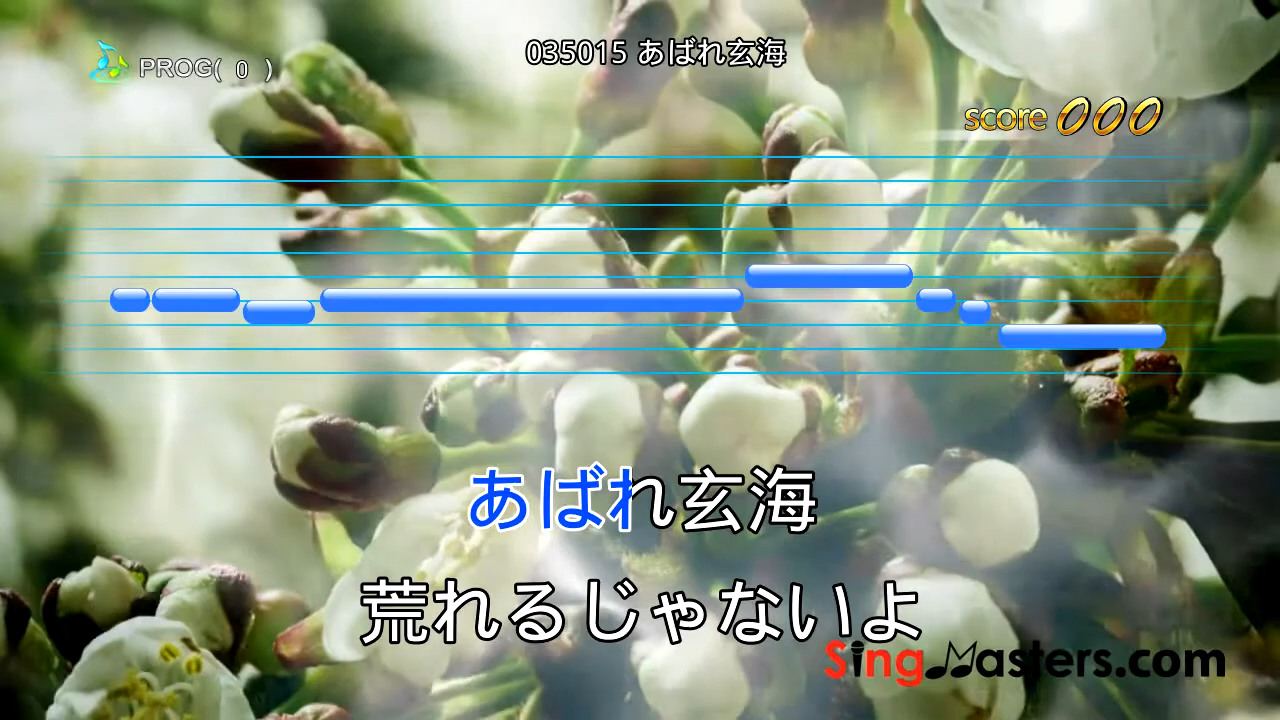 035015 あばれ玄海
PROG( 0 )
score 000
あばれ玄海
荒れるじゃないよ
SingMasters.com